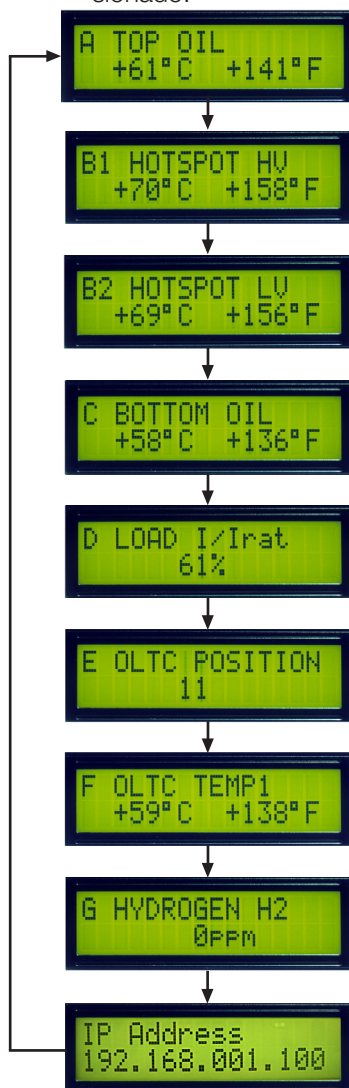 cionado.
A TOP OIL
+61°C +141°F
B1 HOTSPOT HV
+70°C +158°F
B2 HOTSPOT LV
+69°C +156°F
C BOTTOM OIL
+58°C +136°F
D LOAD I/Irat
61%
E OLTC POSITION
11
F OLTC TEMP1
+59°C +138°F
G HYDROGEN H2
0ppm
IP Address
192.168.001.100